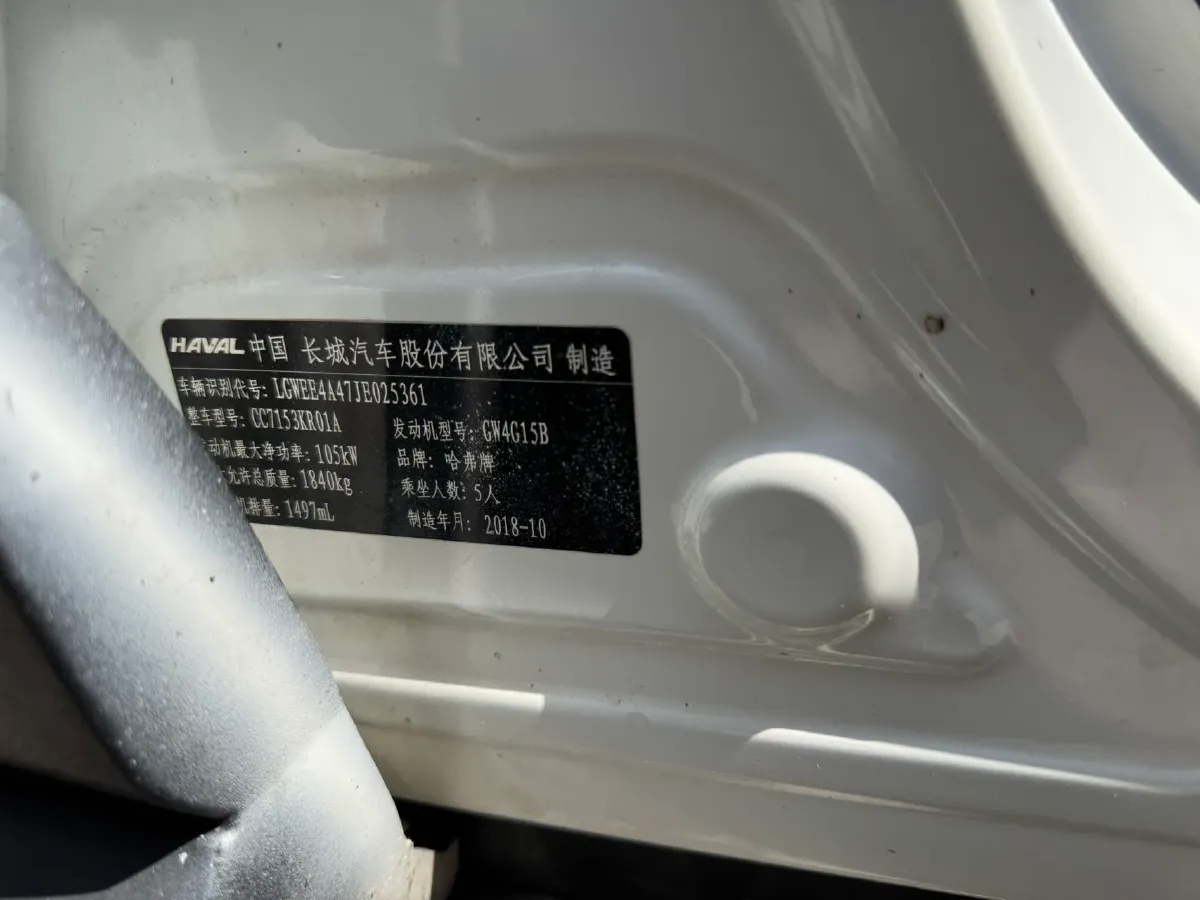 HAVAL 中国 长城汽车股份有限公司 制造
车辆识别代号: LGWEE4A47JE025361
整车型号: CC7153KR01A 发动机型号: GW4G15B
动机最大净功率: 105kW 品牌: 哈弗牌
允许总质量: 1840kg 乘坐人数: 5人
机排量: 1497mL 制造年月: 2018-10